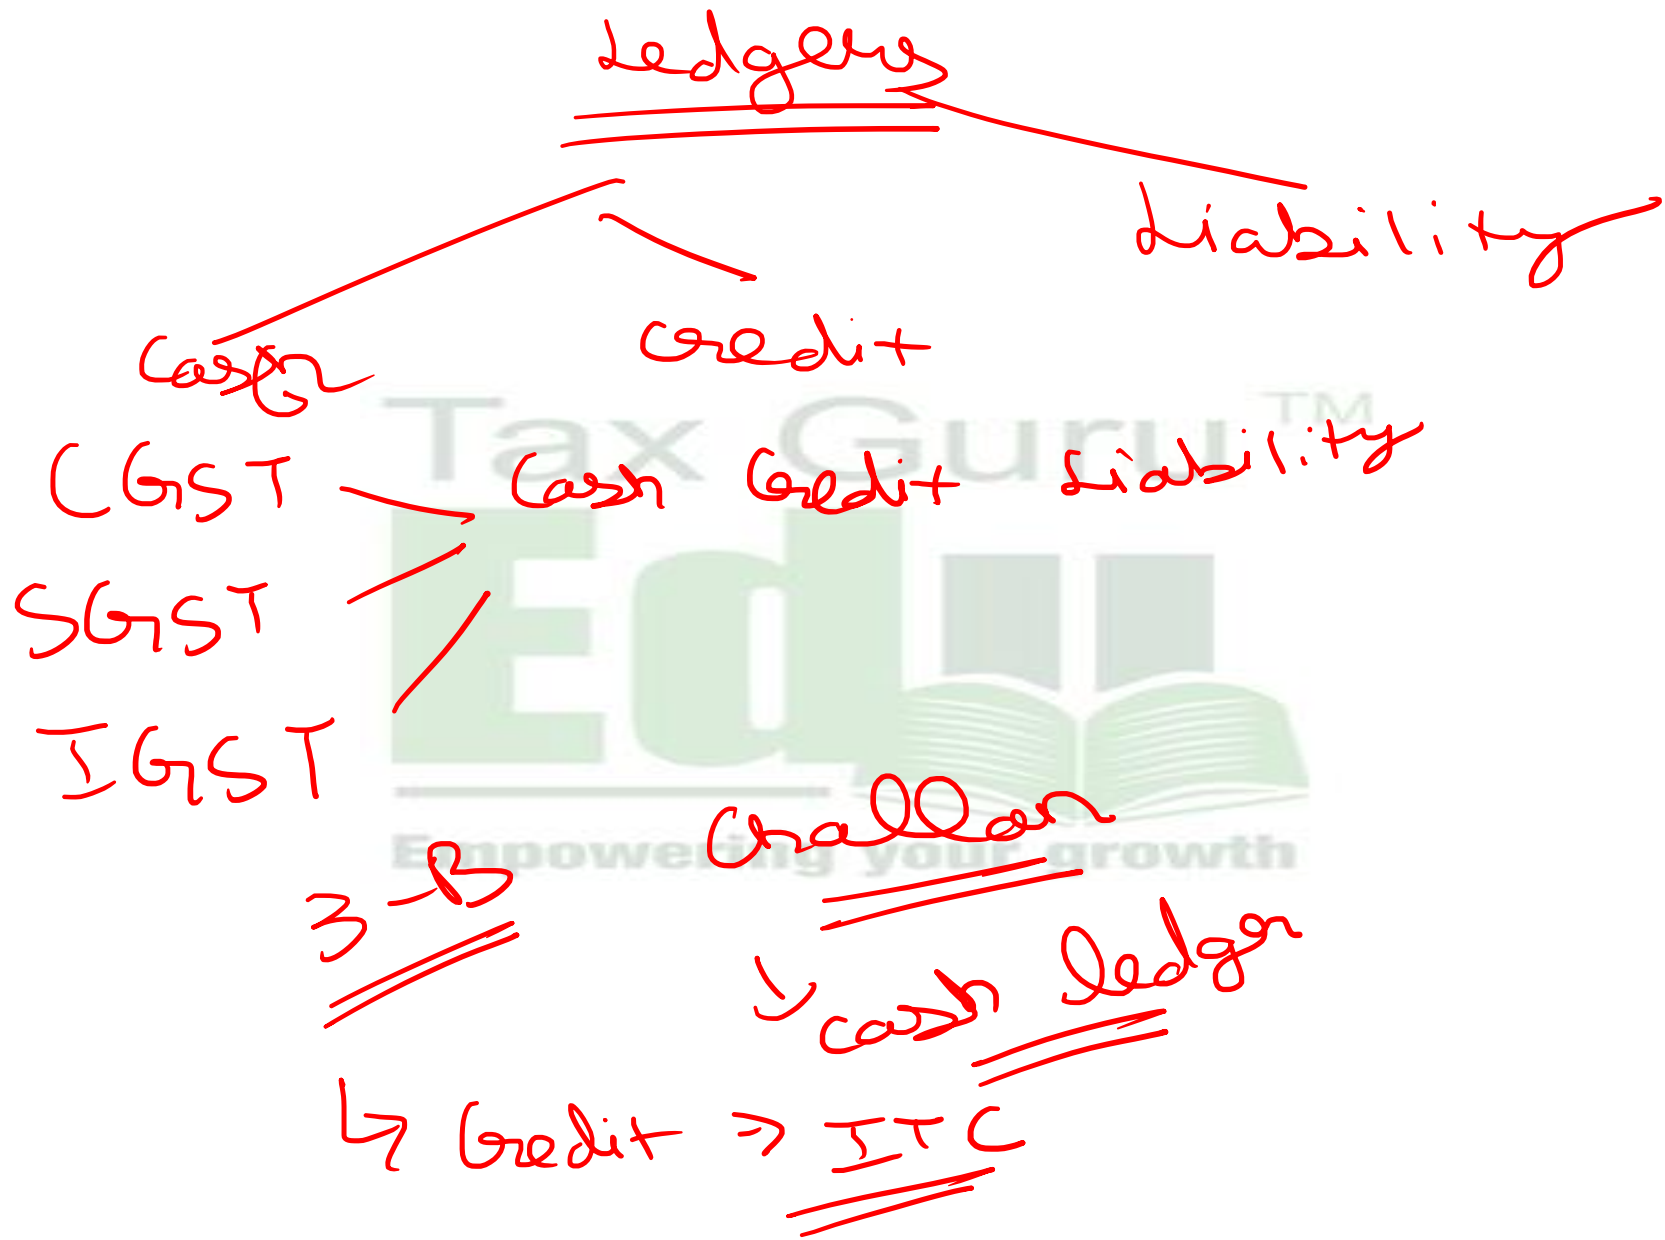 Ledgers
Liability
Cash
Credit
Tax Guru™
CGST Cash Credit Liability
SGST
IGST
Ed
Empowering your growth
3-B
Challan
cash ledger
Credit → ITC